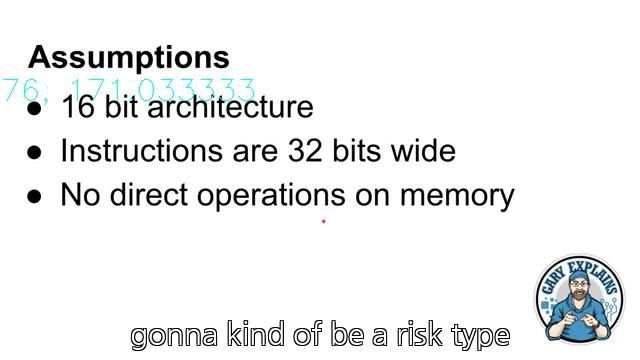 Assumptions
76, 171.033333
● 16 bit architecture
● Instructions are 32 bits wide
● No direct operations on memory
GARY EXPLAINS
gonna kind of be a risk type